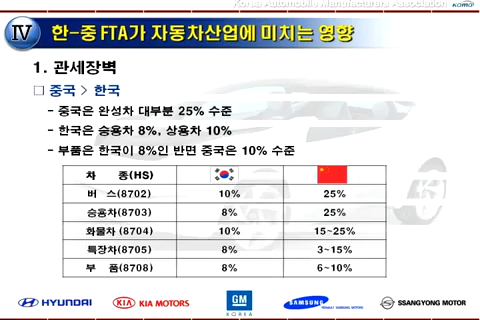 Korea Automobile Manufacturers Association KAMA
Ⅳ 한-중 FTA가 자동차산업에 미치는 영향
1. 관세장벽
□ 중국 > 한국
- 중국은 완성차 대부분 25% 수준
- 한국은 승용차 8%, 상용차 10%
- 부품은 한국이 8%인 반면 중국은 10% 수준
차 종(HS)
버 스(8702) 10% 25%
승용차(8703) 8% 25%
화물차 (8704) 10% 15~25%
특장차(8705) 8% 3~15%
부 품(8708) 8% 6~10%
HYUNDAI KIA KIA MOTORS GM KOREA SAMSUNG RENAULT SAMSUNG MOTORS SSANGYONG MOTOR